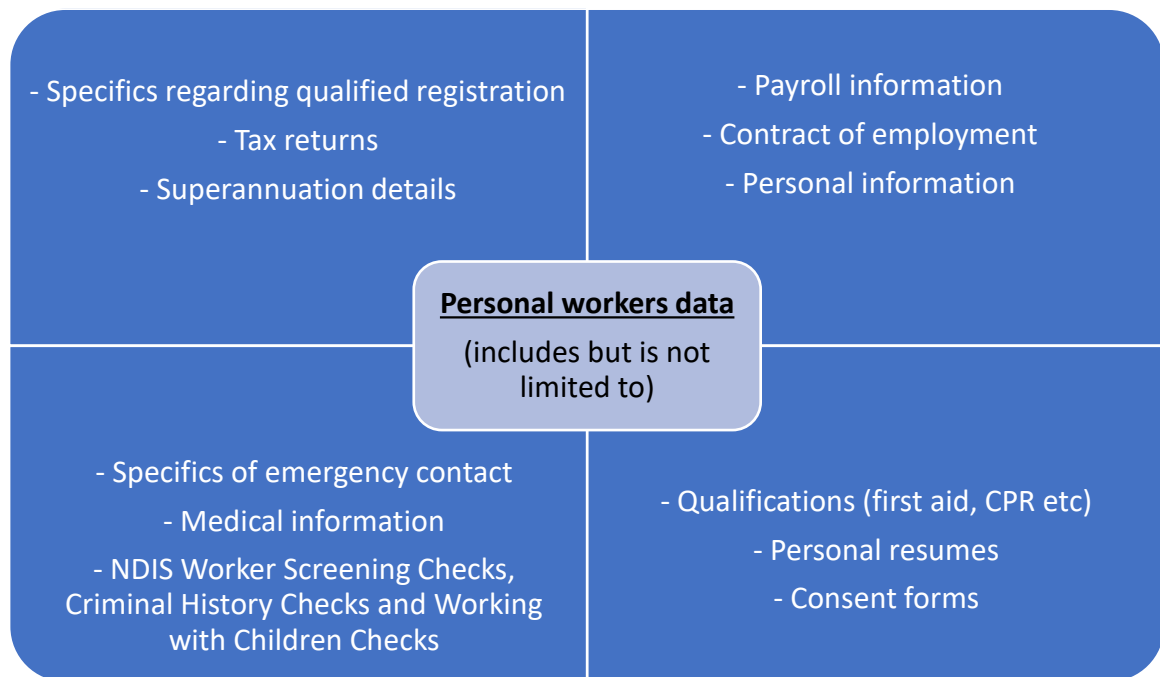 - Specifics regarding qualified registration
- Tax returns
- Superannuation details
- Payroll information
- Contract of employment
- Personal information
Personal workers data
(includes but is not
limited to)
- Specifics of emergency contact
- Medical information
- NDIS Worker Screening Checks,
Criminal History Checks and Working
with Children Checks
- Qualifications (first aid, CPR etc)
- Personal resumes
- Consent forms